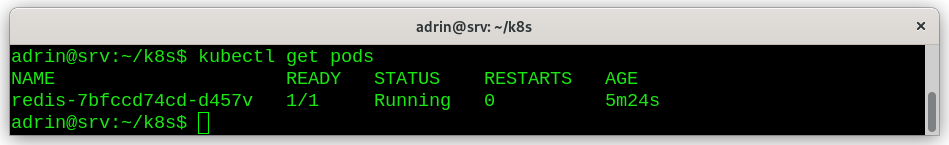 adrin@srv: ~/k8s
×
adrin@srv:~/k8s$ kubectl get pods
NAME                     READY   STATUS    RESTARTS   AGE
redis-7bfccd74cd-d457v   1/1     Running   0          5m24s
adrin@srv:~/k8s$